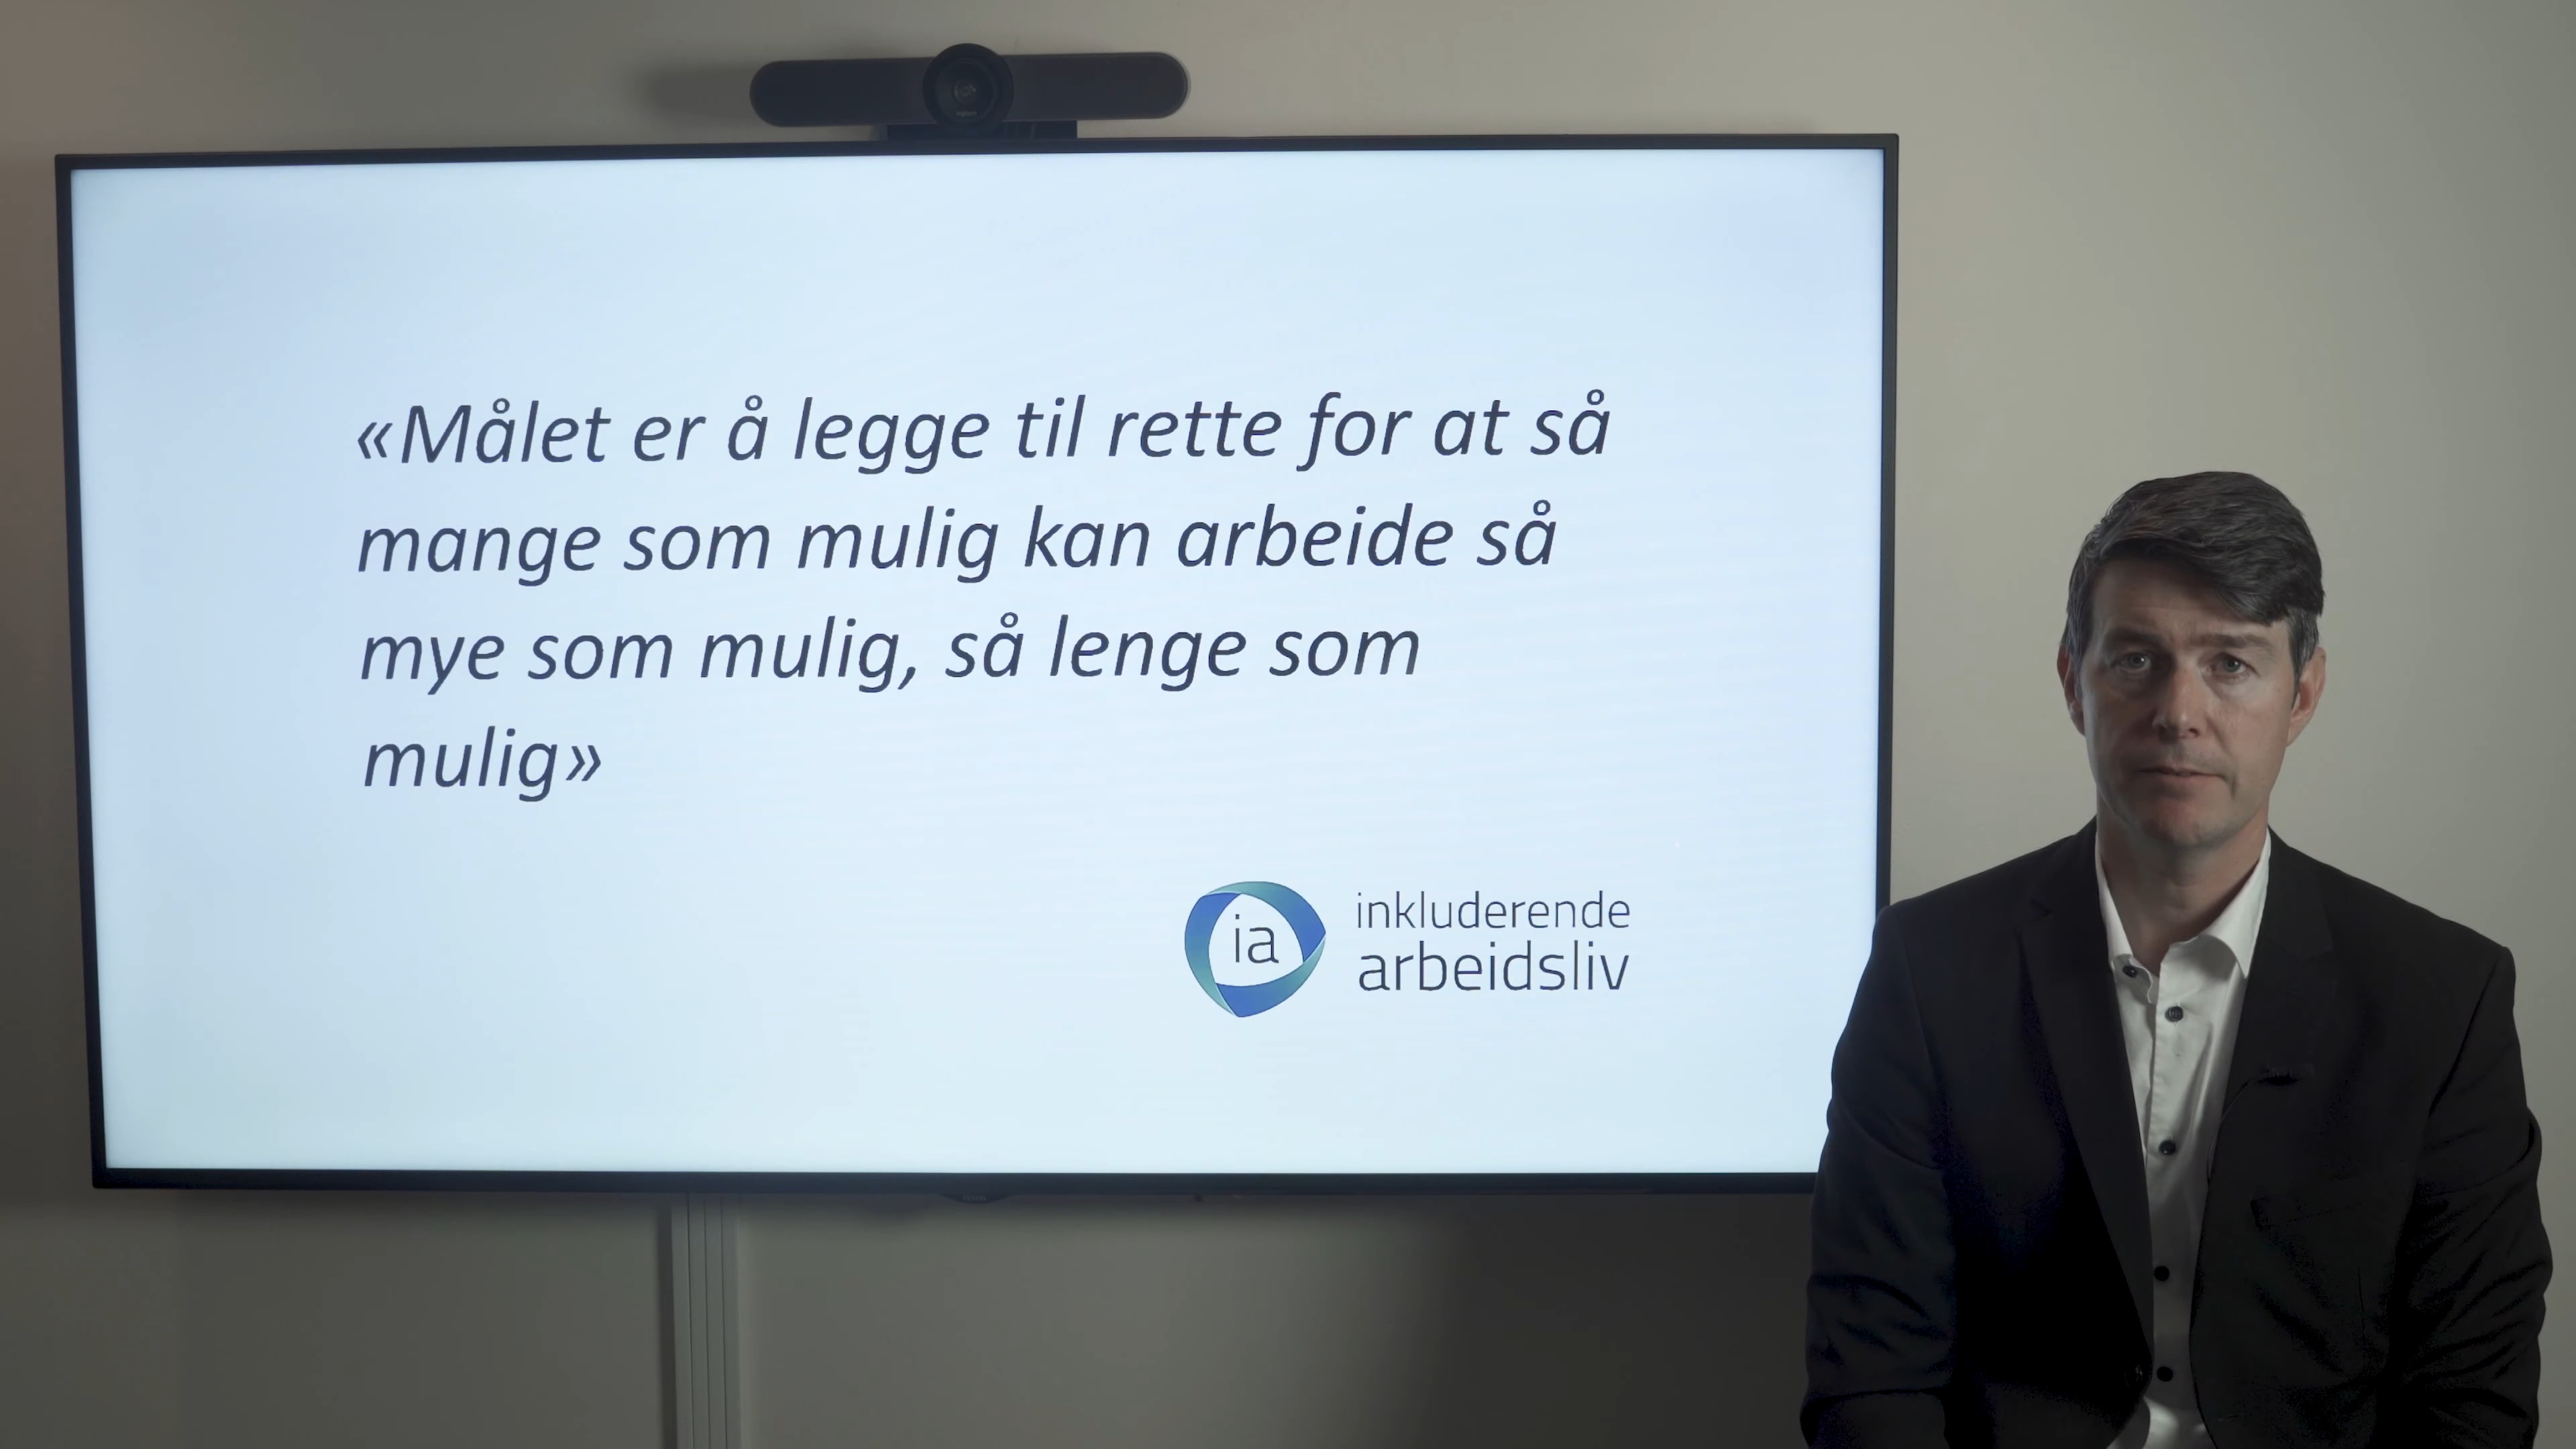 «Målet er å legge til rette for at så
mange som mulig kan arbeide så
mye som mulig, så lenge som
mulig»
ia
inkluderende
arbeidsliv